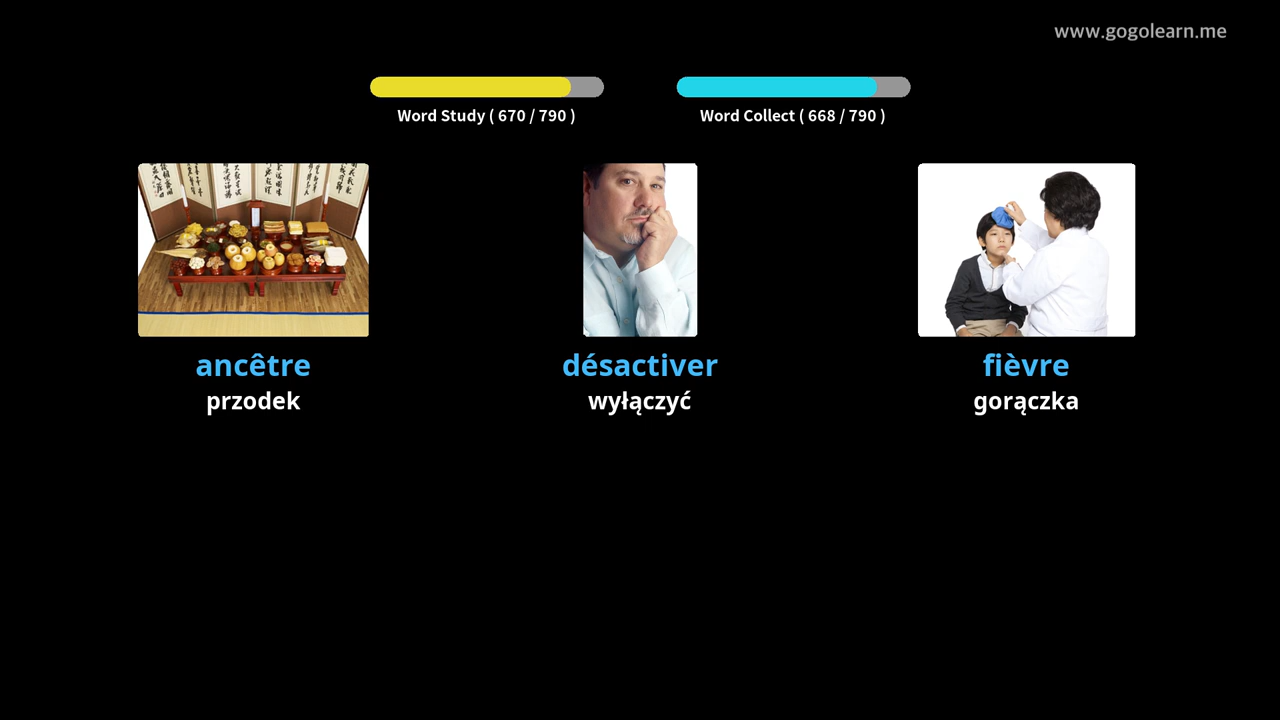 www.gogolearn.me
Word Study ( 670 / 790 )
Word Collect ( 668 / 790 )
ancêtre
przodek
désactiver
wyłączyć
fièvre
gorączka